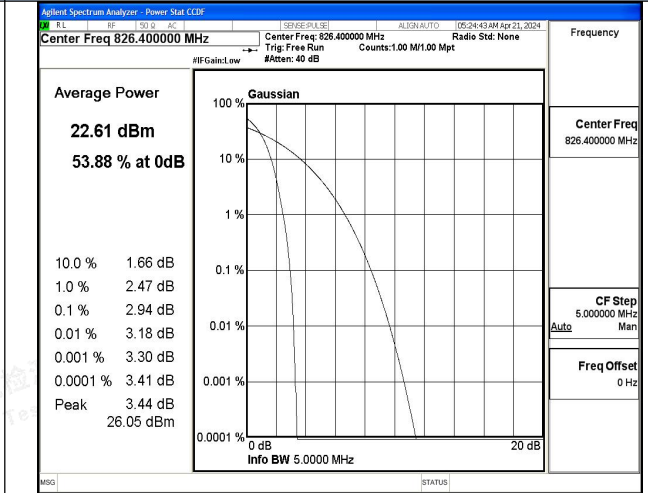 Agilent Spectrum Analyzer - Power Stat CCDF
RL RF 50 Ω AC SENSE:PULSE ALIGN AUTO 05:24:43 AM Apr 21, 2024
Center Freq 826.400000 MHz
Center Freq: 826.400000 MHz Radio Std: None
Trig: Free Run Counts:1.00 M/1.00 Mpt
#IFGain:Low #Atten: 40 dB
Frequency
Average Power
22.61 dBm
53.88 % at 0dB
10.0 % 1.66 dB
1.0 % 2.47 dB
0.1 % 2.94 dB
0.01 % 3.18 dB
0.001 % 3.30 dB
0.0001 % 3.41 dB
Peak 3.44 dB
26.05 dBm
Gaussian
100 %
10 %
1 %
0.1 %
0.01 %
0.001 %
0.0001 %
0 dB 20 dB
Info BW 5.0000 MHz
Center Freq
826.400000 MHz
CF Step
5.000000 MHz
Auto Man
Freq Offset
0 Hz
MSG STATUS